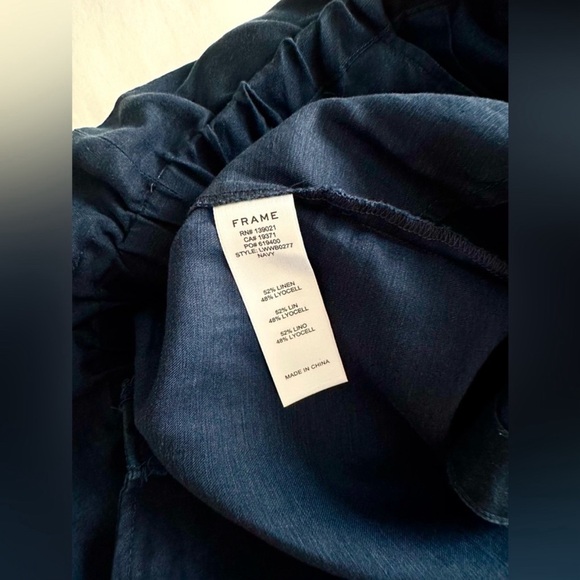 FRAME
RN# 139021
CA# 19371
PO# 619400
STYLE: LWWB0277
NAVY
52% LINEN
48% LYOCELL
52% LIN
48% LYOCELL
52% LINO
48% LYOCELL
MADE IN CHINA